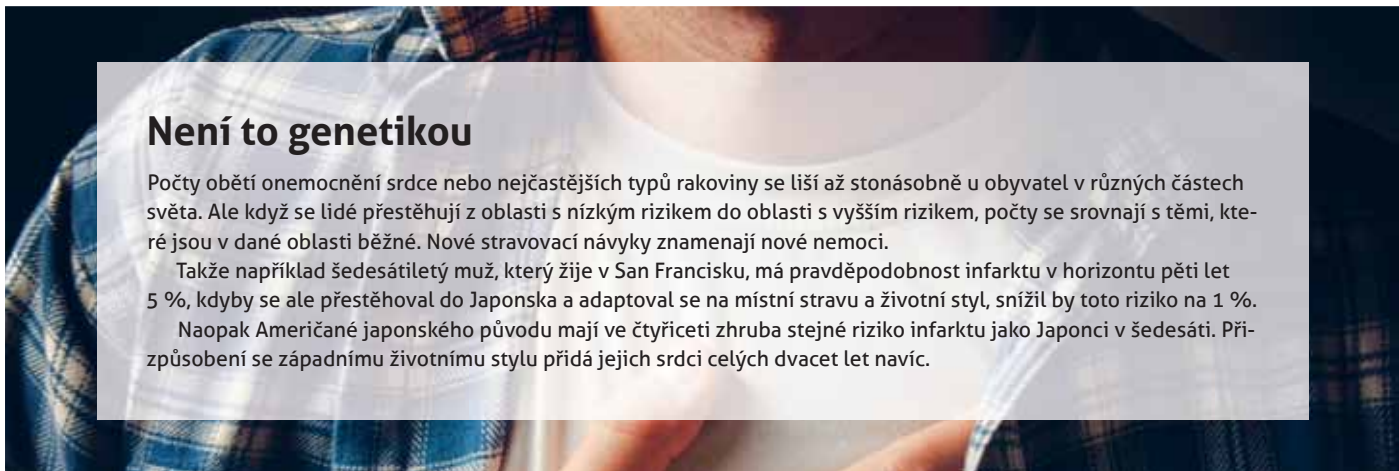 Není to genetikou
Počty obětí onemocnění srdce nebo nejčastějších typů rakoviny se liší až stonásobně u obyvatel v různých částech
světa. Ale když se lidé přestěhují z oblasti s nízkým rizikem do oblasti s vyšším rizikem, počty se srovnají s těmi, kte-
ré jsou v dané oblasti běžné. Nové stravovací návyky znamenají nové nemoci.
Takže například šedesátiletý muž, který žije v San Francisku, má pravděpodobnost infarktu v horizontu pěti let
5 %, kdyby se ale přestěhoval do Japonska a adaptoval se na místní stravu a životní styl, snížil by toto riziko na 1 %.
Naopak Američané japonského původu mají ve čtyřiceti zhruba stejné riziko infarktu jako Japonci v šedesáti. Při-
způsobení se západnímu životnímu stylu přidá jejich srdci celých dvacet let navíc.